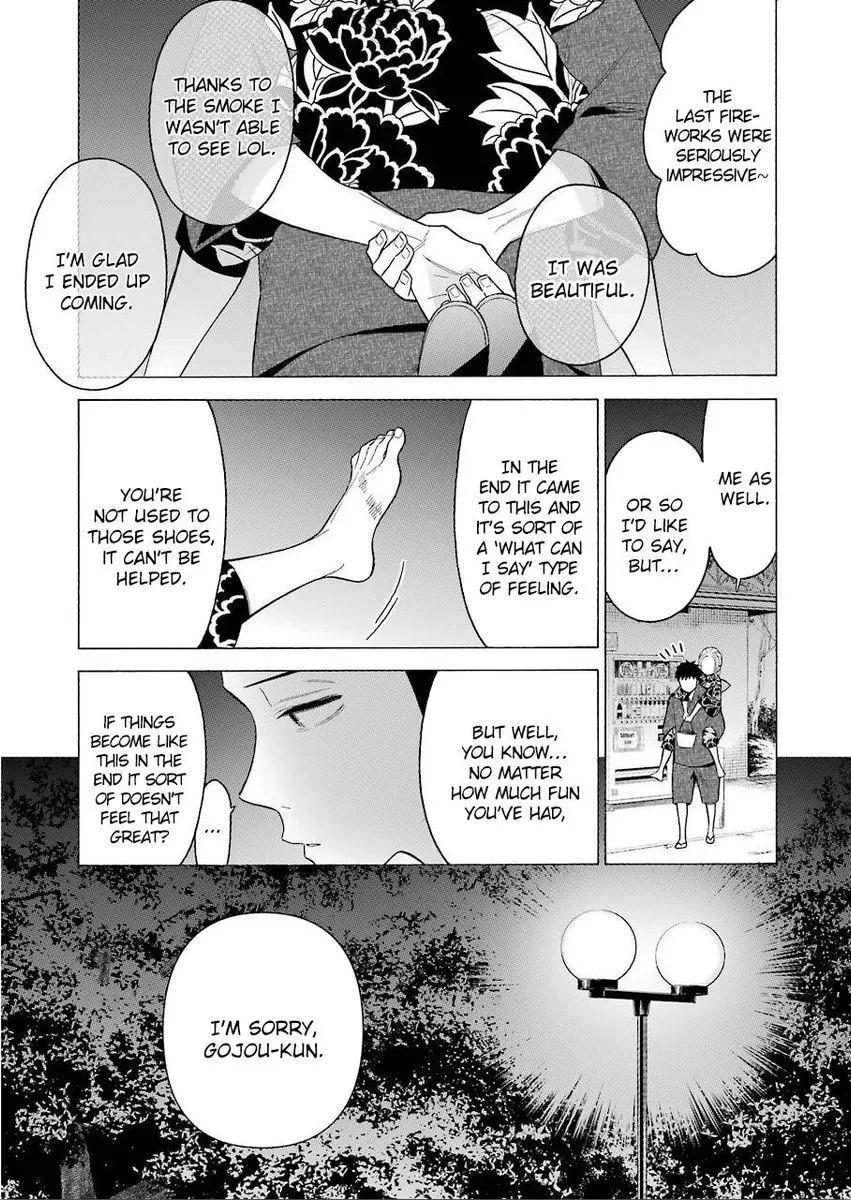 THE
LAST FIRE-
WORKS WERE
SERIOUSLY
IMPRESSIVE~
THANKS TO
THE SMOKE I
WASN'T ABLE
TO SEE LOL.
IT WAS
BEAUTIFUL.
I'M GLAD
I ENDED UP
COMING.
ME AS
WELL.
OR SO
I'D LIKE
TO SAY,
BUT...
IN THE
END IT CAME
TO THIS AND
IT'S SORT OF
A 'WHAT CAN
I SAY' TYPE
OF FEELING.
YOU'RE
NOT USED TO
THOSE SHOES,
IT CAN'T BE
HELPED.
BUT WELL,
YOU KNOW...
NO MATTER
HOW MUCH FUN
YOU'VE HAD,
IF THINGS
BECOME LIKE
THIS IN THE
END IT SORT
OF DOESN'T
FEEL THAT
GREAT?
...
I'M SORRY,
GOJOU-KUN.